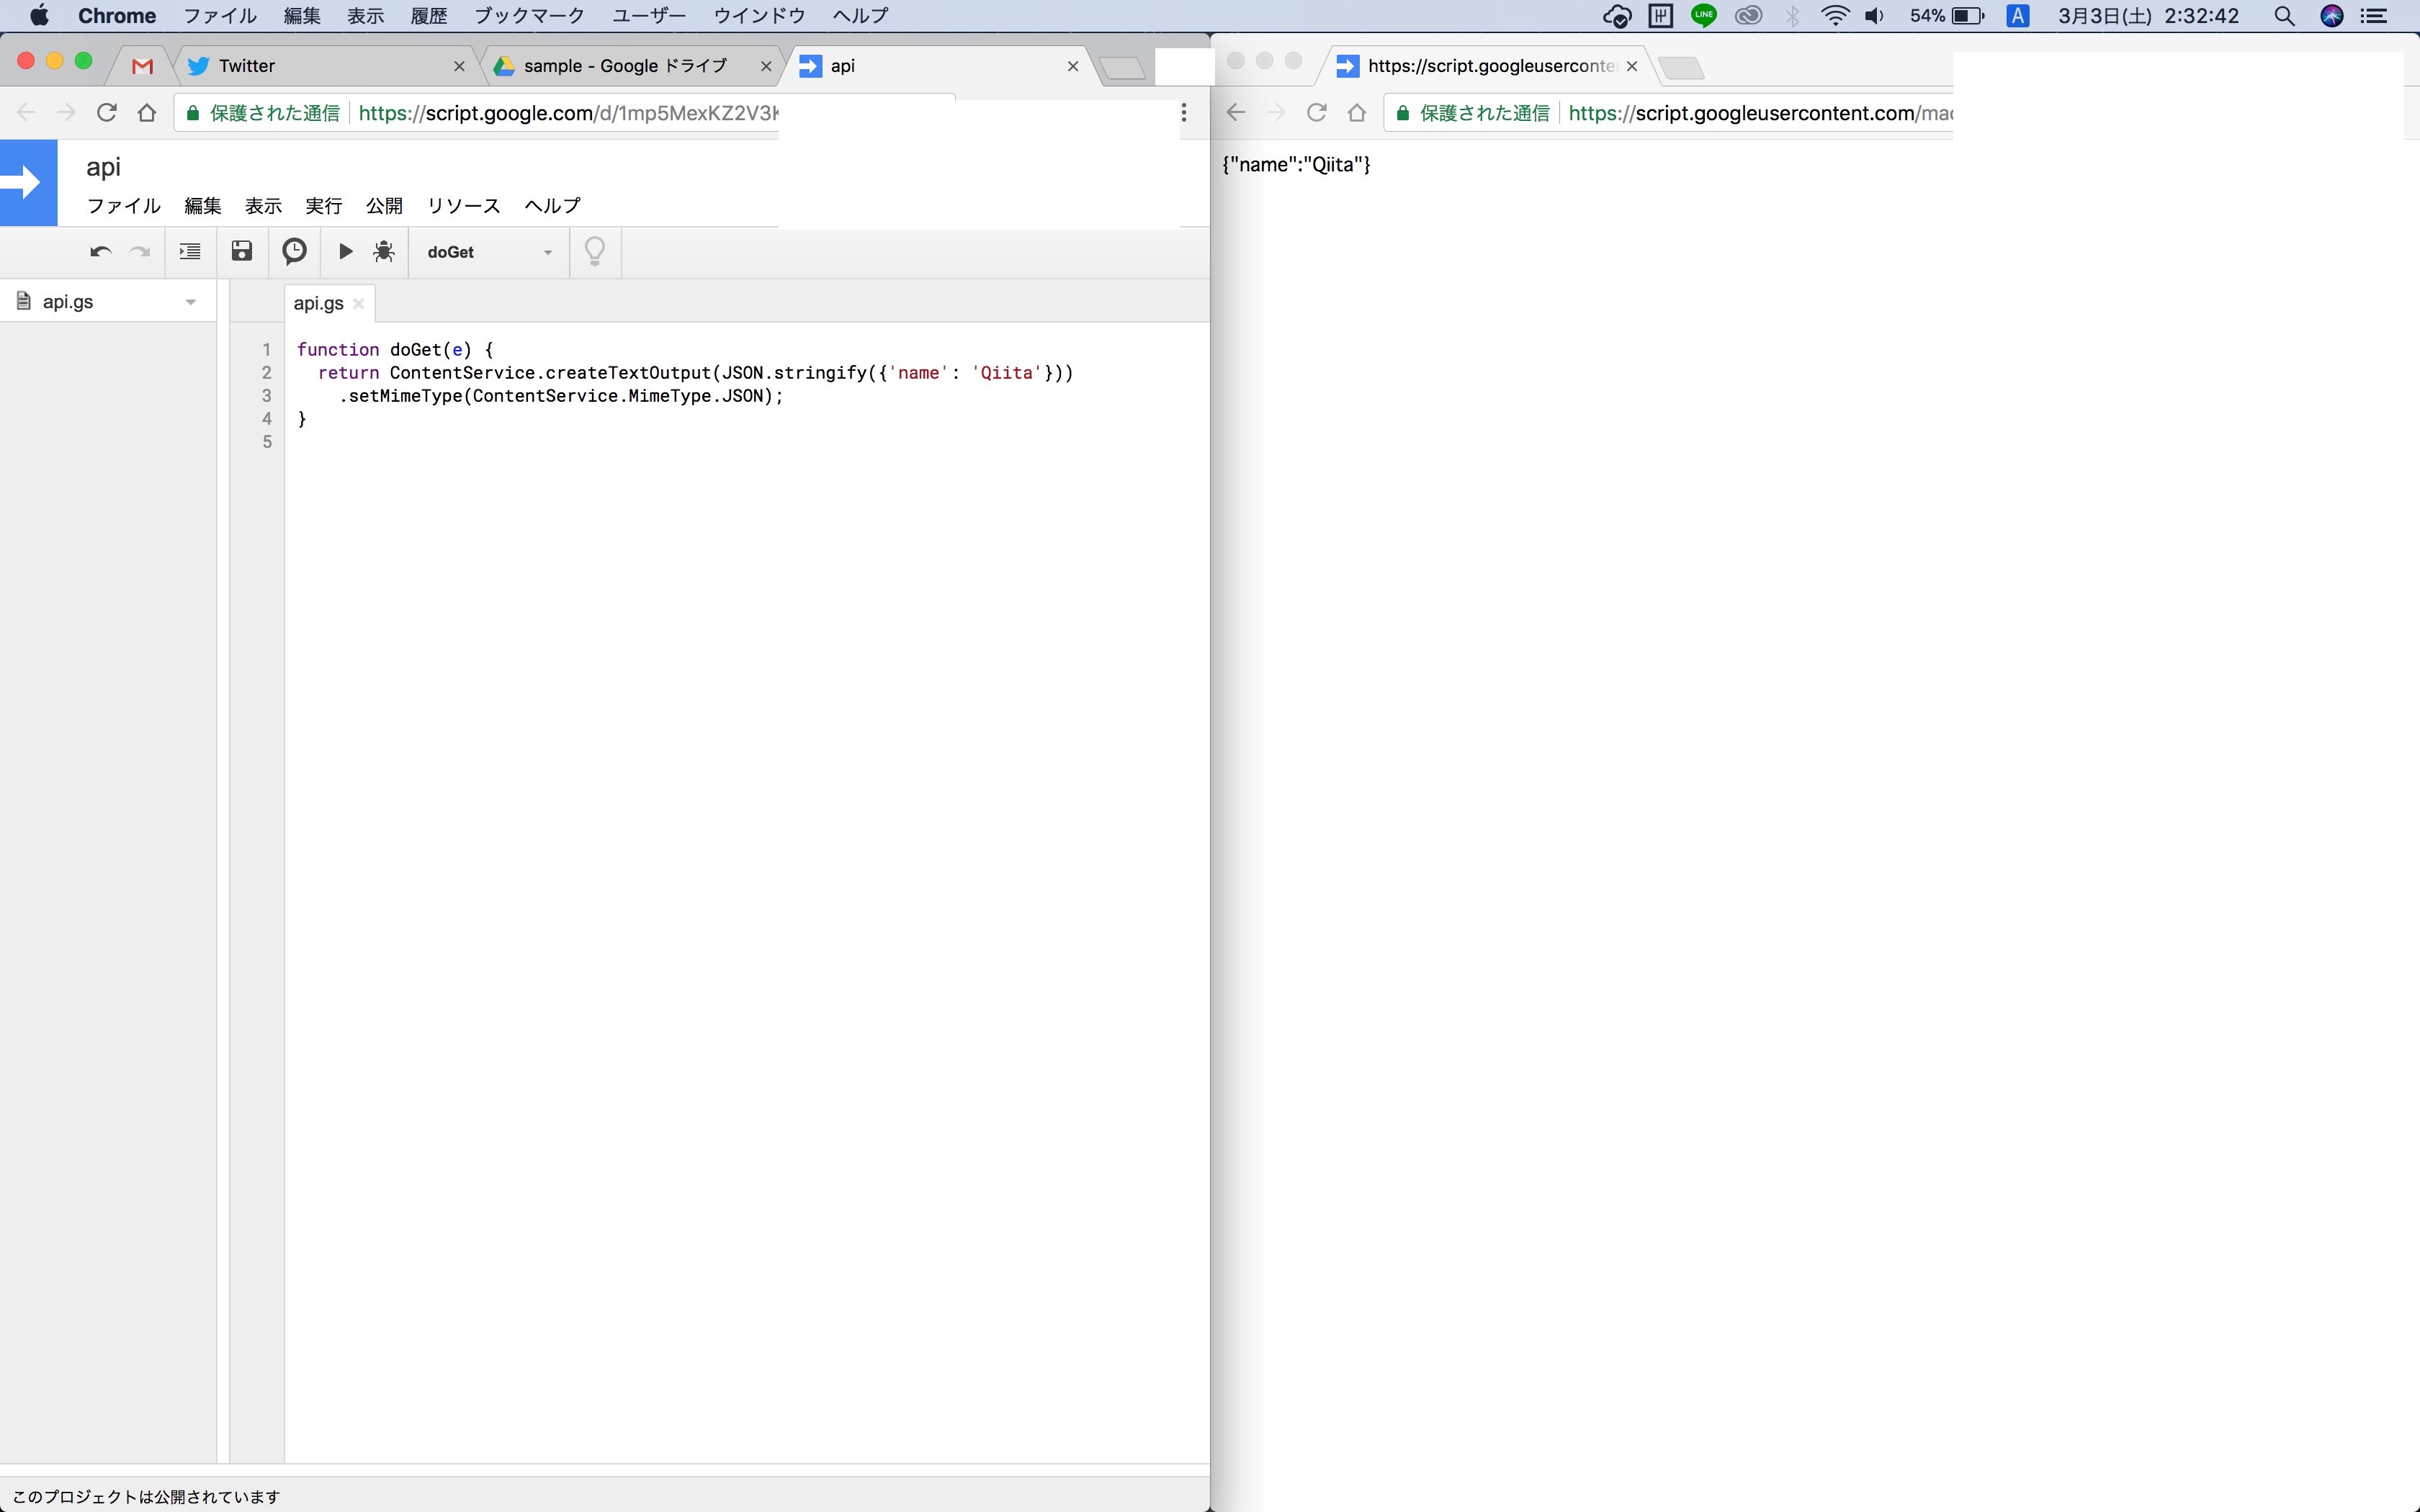 Chrome ファイル 編集 表示 履歴 ブックマーク ユーザー ウインドウ ヘルプ LINE 54% A 3月3日(土) 2:32:42
Twitter
sample - Google ドライブ
api
保護された通信 https://script.google.com/d/1mp5MexKZ2V3K
api
ファイル 編集 表示 実行 公開 リソース ヘルプ
doGet
api.gs
api.gs
1 function doGet(e) {
2 return ContentService.createTextOutput(JSON.stringify({'name': 'Qiita'}))
3 .setMimeType(ContentService.MimeType.JSON);
4 }
5
このプロジェクトは公開されています
https://script.googleuserconte
保護された通信 https://script.googleusercontent.com/mac
{"name":"Qiita"}